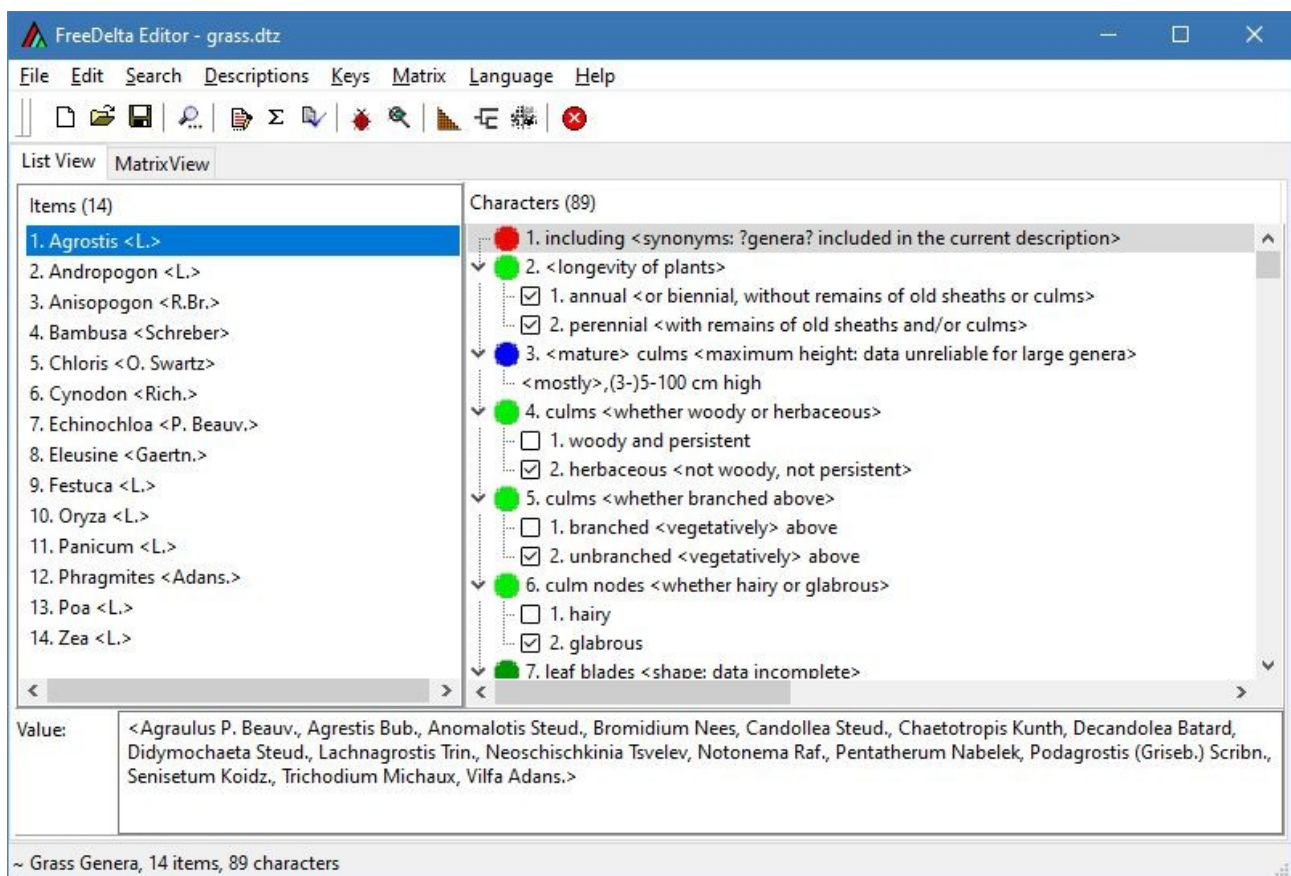 FreeDelta Editor - grass.dtz
File Edit Search Descriptions Keys Matrix Language Help
List View MatrixView
Items (14)
1. Agrostis <L.>
2. Andropogon <L.>
3. Anisopogon <R.Br.>
4. Bambusa <Schreber>
5. Chloris <O. Swartz>
6. Cynodon <Rich.>
7. Echinochloa <P. Beauv.>
8. Eleusine <Gaertn.>
9. Festuca <L.>
10. Oryza <L.>
11. Panicum <L.>
12. Phragmites <Adans.>
13. Poa <L.>
14. Zea <L.>
Characters (89)
1. including <synonyms: ?genera? included in the current description>
2. <longevity of plants>
1. annual <or biennial, without remains of old sheaths or culms>
2. perennial <with remains of old sheaths and/or culms>
3. <mature> culms <maximum height: data unreliable for large genera>
<mostly>,(3-)5-100 cm high
4. culms <whether woody or herbaceous>
1. woody and persistent
2. herbaceous <not woody, not persistent>
5. culms <whether branched above>
1. branched <vegetatively> above
2. unbranched <vegetatively> above
6. culm nodes <whether hairy or glabrous>
1. hairy
2. glabrous
7. leaf blades <shape: data incomplete>
Value:
<Agraulus P. Beauv., Agrestis Bub., Anomalotis Steud., Bromidium Nees, Candollea Steud., Chaetotropis Kunth, Decandolea Batard,
Didymochaeta Steud., Lachnagrostis Trin., Neoschischkinia Tsvelev, Notonema Raf., Pentatherum Nabelek, Podagrostis (Griseb.) Scribn.,
Senisetum Koidz., Trichodium Michaux, Vilfa Adans.>
~ Grass Genera, 14 items, 89 characters